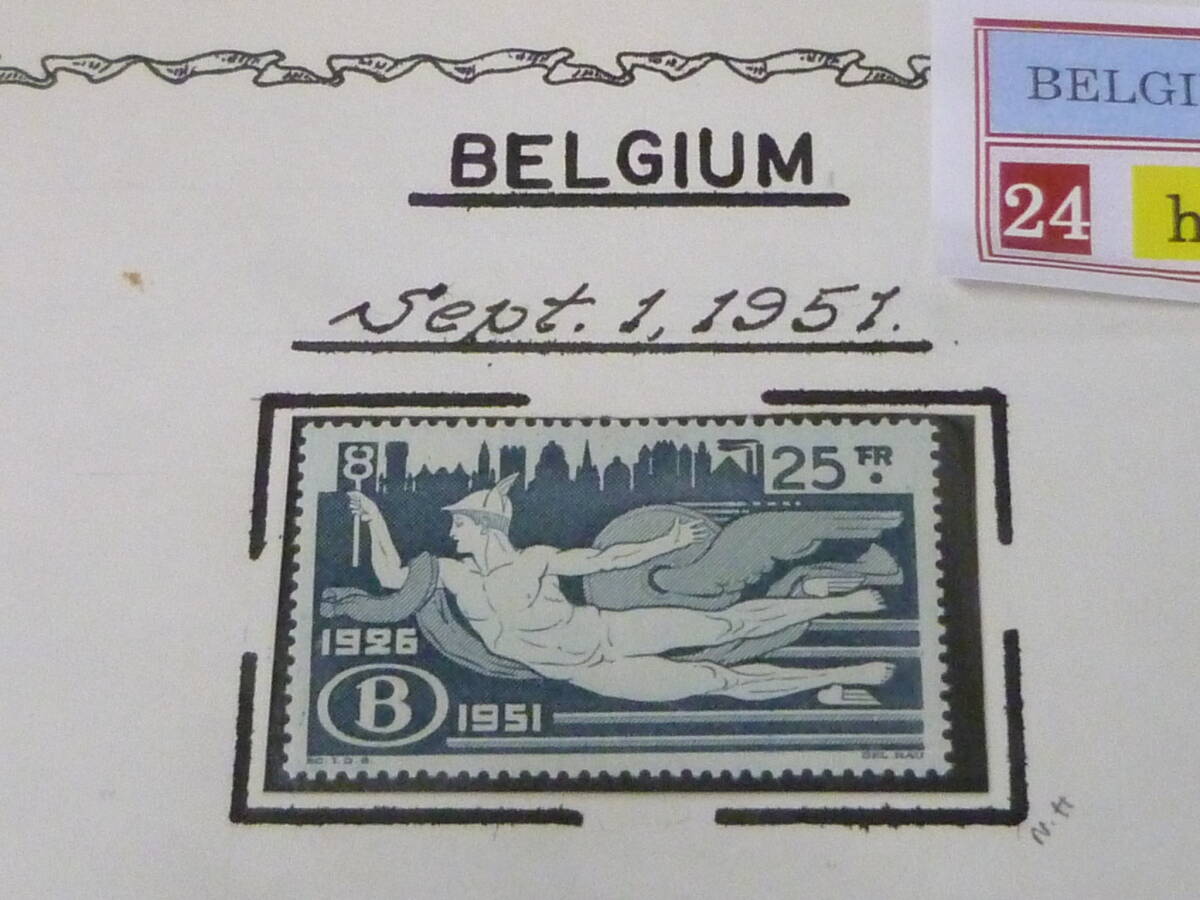 BELGIUM
Sept. 1, 1951.
BELGI
24 h
25 FR
1926
B
1951
N.H